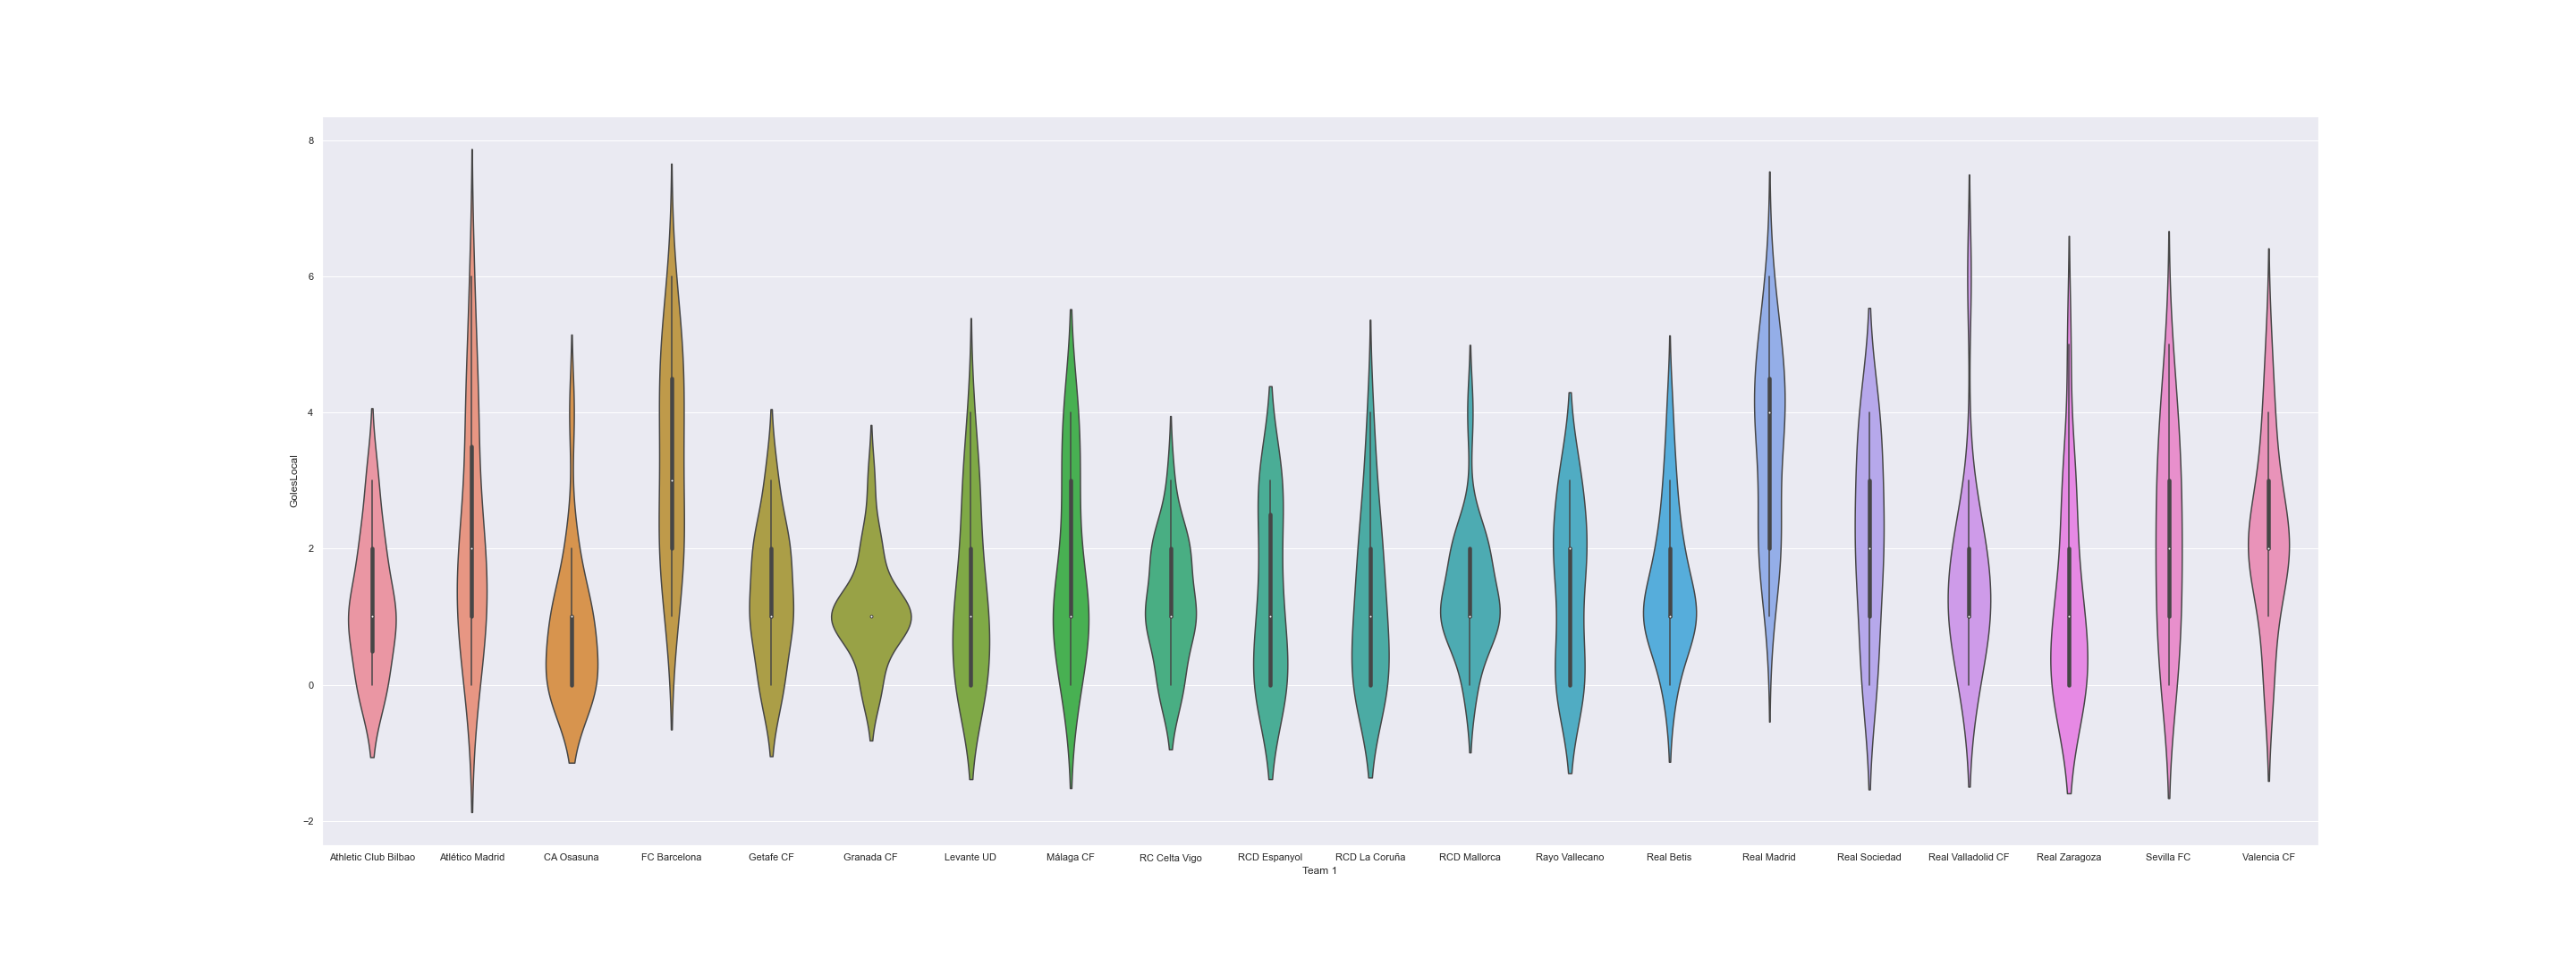 8
6
4
2
0
−2
GolesLocal
Athletic Club Bilbao Atlético Madrid CA Osasuna FC Barcelona Getafe CF Granada CF Levante UD Málaga CF RC Celta Vigo RCD Espanyol RCD La Coruña RCD Mallorca Rayo Vallecano Real Betis Real Madrid Real Sociedad Real Valladolid CF Real Zaragoza Sevilla FC Valencia CF
Team 1